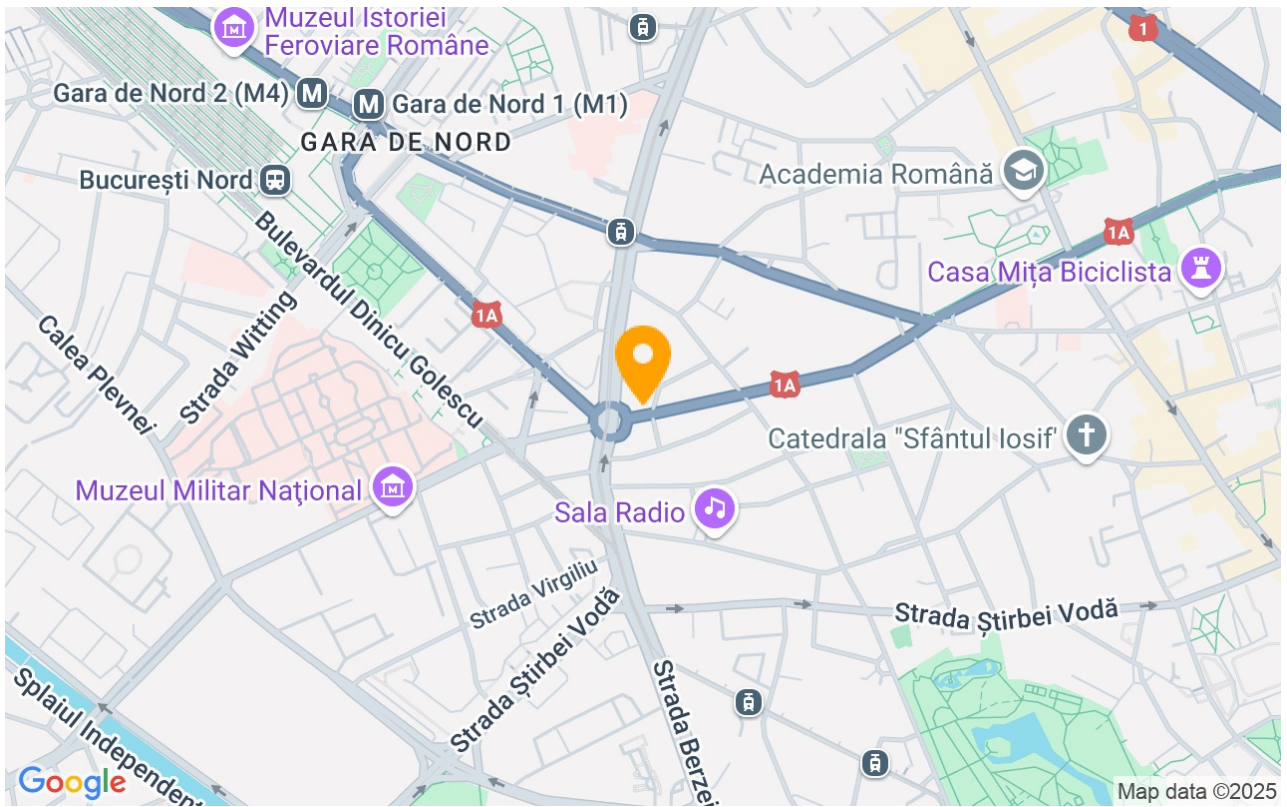 Muzeul Istoriei
Feroviare Române
1
Gara de Nord 2 (M4)
M
M
Gara de Nord 1 (M1)
GARA DE NORD
Academia Română
București Nord
1A
Casa Mița Biciclista
Bulevardul Dinicu Golescu
Strada Witting
Calea Plevnei
1A
1A
Catedrala "Sfântul Iosif"
Muzeul Militar Naţional
Sala Radio
Strada Virgiliu
Strada Știrbei Vodă
Strada Știrbei Vodă
Strada Berzei
Splaiul Independenț
Google
Map data ©2025